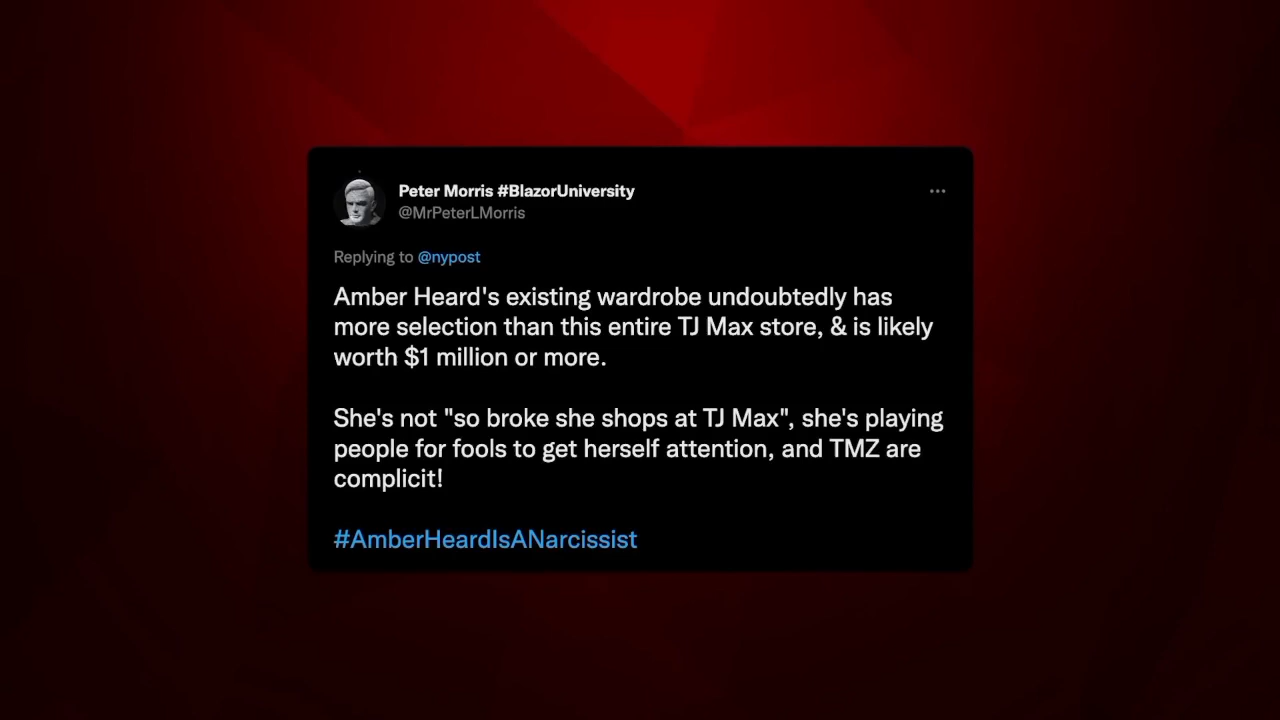 Peter Morris #BlazorUniversity
@MrPeterLMorris
Replying to @nypost
Amber Heard's existing wardrobe undoubtedly has
more selection than this entire TJ Max store, & is likely
worth $1 million or more.
She's not "so broke she shops at TJ Max", she's playing
people for fools to get herself attention, and TMZ are
complicit!
#AmberHeardIsANarcissist